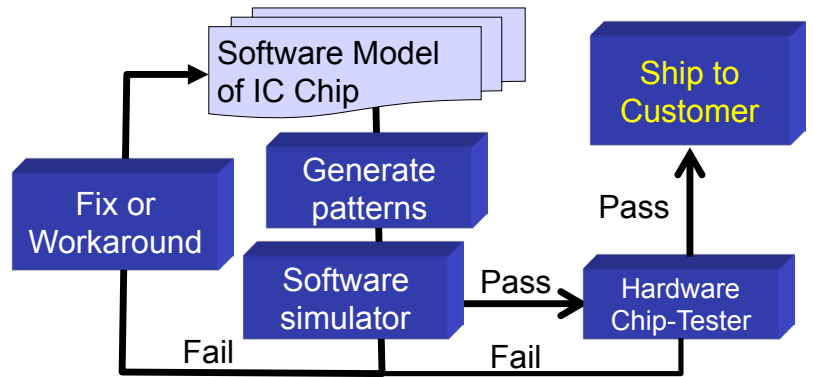 Software Model
of IC Chip
Ship to
Customer
Generate
patterns
Fix or
Workaround
Pass
Software
simulator
Pass
Hardware
Chip-Tester
Fail
Fail